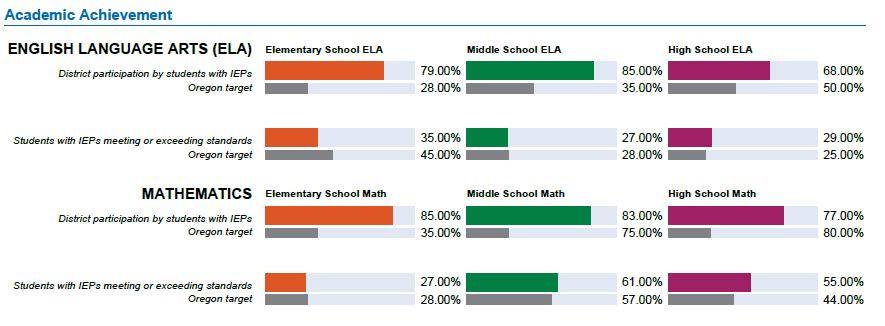 Academic Achievement
ENGLISH LANGUAGE ARTS (ELA) Elementary School ELA Middle School ELA High School ELA
District participation by students with IEPs 79.00% 85.00% 68.00%
Oregon target 28.00% 35.00% 50.00%
Students with IEPs meeting or exceeding standards 35.00% 27.00% 29.00%
Oregon target 45.00% 28.00% 25.00%
MATHEMATICS Elementary School Math Middle School Math High School Math
District participation by students with IEPs 85.00% 83.00% 77.00%
Oregon target 35.00% 75.00% 80.00%
Students with IEPs meeting or exceeding standards 27.00% 61.00% 55.00%
Oregon target 28.00% 57.00% 44.00%